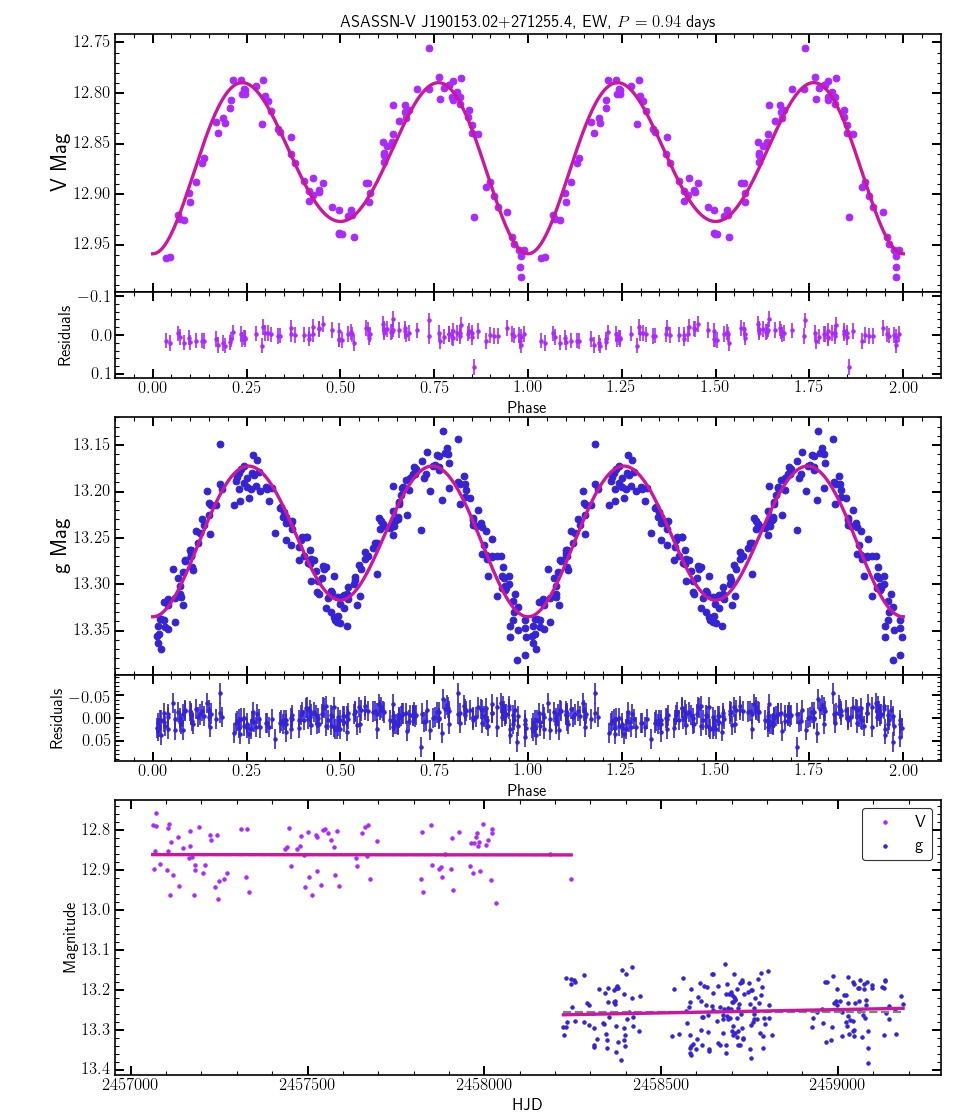 ASASSN-V J190153.02+271255.4, EW, P = 0.94 days
12.75
12.80
12.85
12.90
12.95
V Mag
−0.1
0.0
0.1
Residuals
0.00 0.25 0.50 0.75 1.00 1.25 1.50 1.75 2.00
Phase
13.15
13.20
13.25
13.30
13.35
g Mag
−0.05
0.00
0.05
Residuals
0.00 0.25 0.50 0.75 1.00 1.25 1.50 1.75 2.00
Phase
12.8
12.9
13.0
13.1
13.2
13.3
13.4
Magnitude
V
g
2457000 2457500 2458000 2458500 2459000
HJD